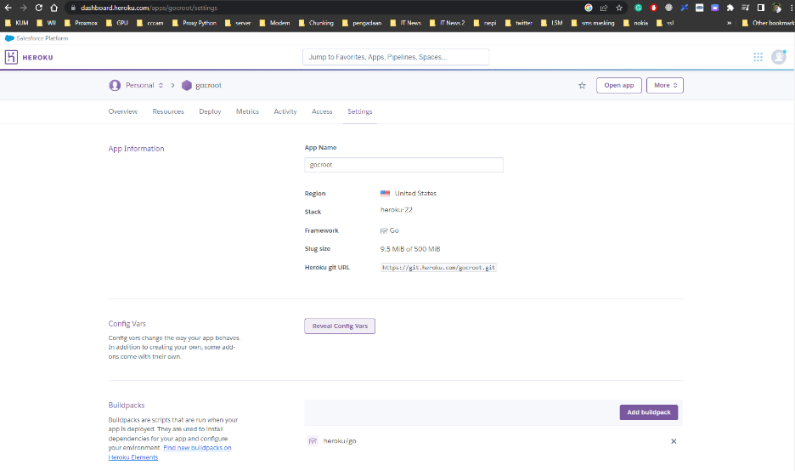 dashboard.heroku.com/apps/gocroot/settings
KUM
WII
Proxmox
GPU
rccam
Proxy Python
server
Modem
Chunking
pengadaan
IT News
IT News 2
raspi
twitter
LSM
sms masking
nokia
ssl
»
Other bookmark
Salesforce Platform
HEROKU
Jump to Favorites, Apps, Pipelines, Spaces...
Personal
gocroot
Open app
More
Overview
Resources
Deploy
Metrics
Activity
Access
Settings
App Information
App Name
gocroot
Region
United States
Stack
heroku-22
Framework
Go
Slug size
9.5 MiB of 500 MiB
Heroku git URL
https://git.heroku.com/gocroot.git
Config Vars
Config vars change the way your app behaves.
In addition to creating your own, some add-
ons come with their own.
Reveal Config Vars
Buildpacks
Buildpacks are scripts that are run when your
app is deployed. They are used to install
dependencies for your app and configure
your environment. Find new buildpacks on
Heroku Elements
Add buildpack
heroku/go